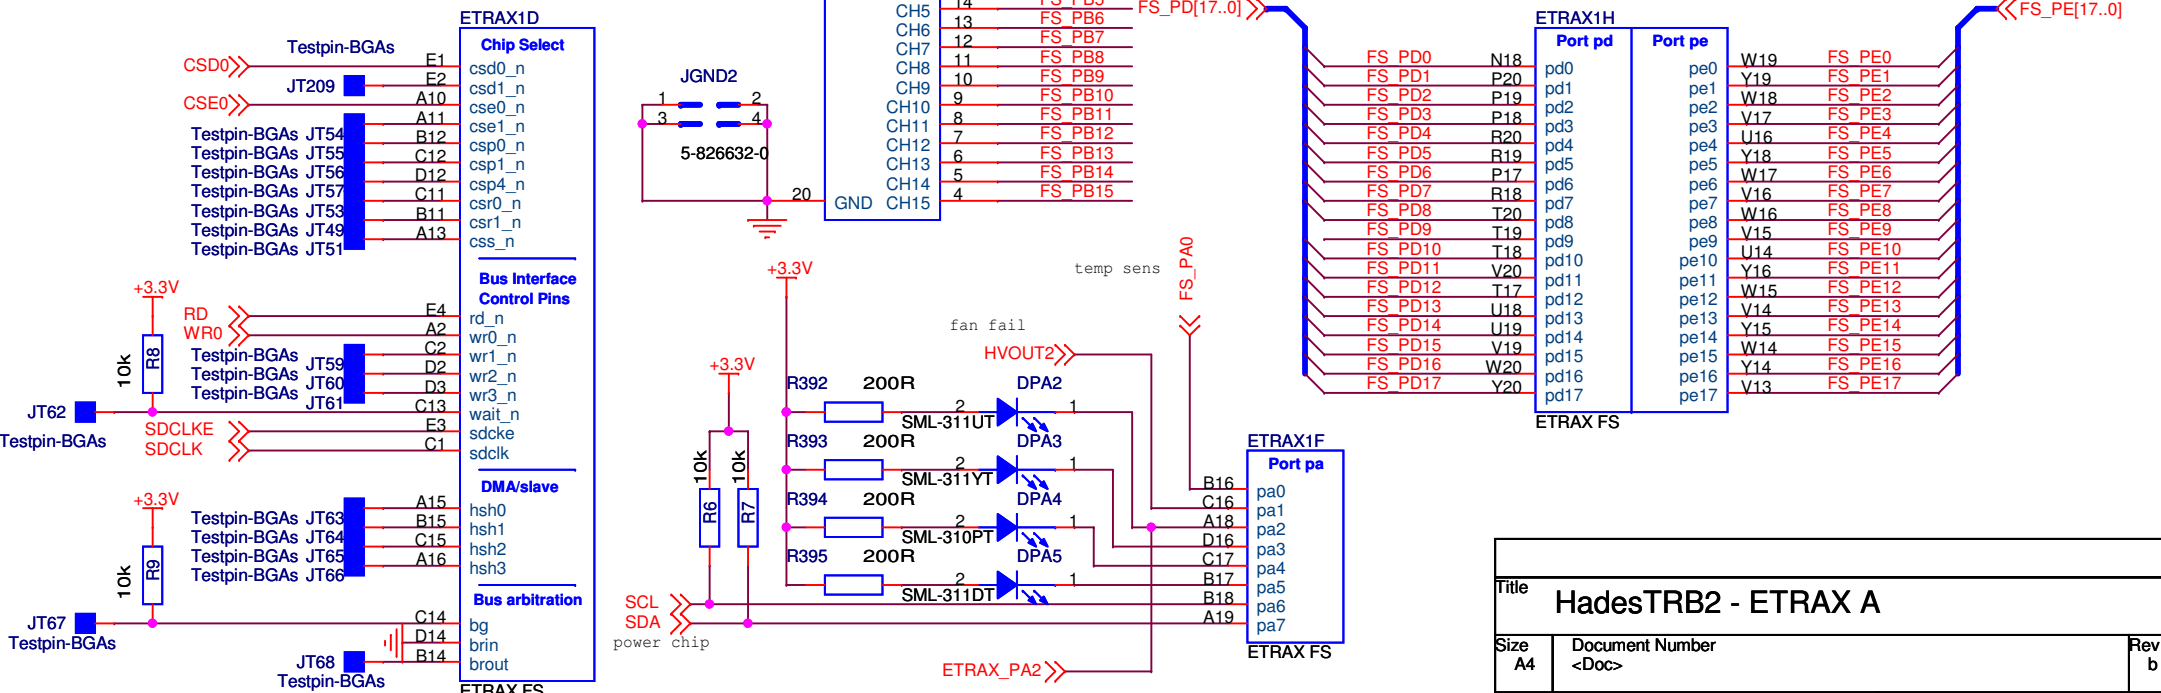 ETRAX1D
Chip Select
Testpin-BGAs
CSD0 E1 csd0_n
JT209 E2 csd1_n
CSE0 A10 cse0_n
A11 cse1_n
Testpin-BGAs JT54 B12 csp0_n
Testpin-BGAs JT55 C12 csp1_n
Testpin-BGAs JT56 D12 csp4_n
Testpin-BGAs JT57 C11 csr0_n
Testpin-BGAs JT53 B11 csr1_n
Testpin-BGAs JT49 A13 css_n
Testpin-BGAs JT51
Bus Interface
Control Pins
+3.3V
RD E4 rd_n
WR0 A2 wr0_n
10k R8
C2 wr1_n
Testpin-BGAs JT59 D2 wr2_n
Testpin-BGAs JT60 D3 wr3_n
Testpin-BGAs JT61
JT62 C13 wait_n
Testpin-BGAs
SDCLKE E3 sdcke
SDCLK C1 sdclk
DMA/slave
+3.3V
A15 hsh0
Testpin-BGAs JT63 B15 hsh1
Testpin-BGAs JT64 C15 hsh2
Testpin-BGAs JT65 A16 hsh3
Testpin-BGAs JT66
10k R9
Bus arbitration
JT67 C14 bg
Testpin-BGAs
D14 brin
JT68 B14 brout
Testpin-BGAs
ETRAX FS
JGND2
1 2
3 4
5-826632-0
20 GND
CH5 14 FS_PB5
CH6 13 FS_PB6
CH7 12 FS_PB7
CH8 11 FS_PB8
CH9 10 FS_PB9
CH10 9 FS_PB10
CH11 8 FS_PB11
CH12 7 FS_PB12
CH13 6 FS_PB13
CH14 5 FS_PB14
CH15 4 FS_PB15
+3.3V
temp sens
FS_PA0
fan fail
HVOUT2
+3.3V
10k R6
10k R7
R392 200R DPA2
2 1
SML-311UT
R393 200R DPA3
2 1
SML-311YT
R394 200R DPA4
2 1
SML-310PT
R395 200R DPA5
2 1
SML-311DT
SCL
SDA
power chip
ETRAX_PA2
ETRAX1F
Port pa
B16 pa0
C16 pa1
A18 pa2
D16 pa3
C17 pa4
B17 pa5
B18 pa6
A19 pa7
ETRAX FS
FS_PD[17..0]
FS_PE[17..0]
ETRAX1H
Port pd Port pe
FS_PD0 N18 pd0 pe0 W19 FS_PE0
FS_PD1 P20 pd1 pe1 Y19 FS_PE1
FS_PD2 P19 pd2 pe2 W18 FS_PE2
FS_PD3 P18 pd3 pe3 V17 FS_PE3
FS_PD4 R20 pd4 pe4 U16 FS_PE4
FS_PD5 R19 pd5 pe5 Y18 FS_PE5
FS_PD6 P17 pd6 pe6 W17 FS_PE6
FS_PD7 R18 pd7 pe7 V16 FS_PE7
FS_PD8 T20 pd8 pe8 W16 FS_PE8
FS_PD9 T19 pd9 pe9 V15 FS_PE9
FS_PD10 T18 pd10 pe10 U14 FS_PE10
FS_PD11 V20 pd11 pe11 Y16 FS_PE11
FS_PD12 T17 pd12 pe12 W15 FS_PE12
FS_PD13 U18 pd13 pe13 V14 FS_PE13
FS_PD14 U19 pd14 pe14 Y15 FS_PE14
FS_PD15 V19 pd15 pe15 W14 FS_PE15
FS_PD16 W20 pd16 pe16 Y14 FS_PE16
FS_PD17 Y20 pd17 pe17 V13 FS_PE17
ETRAX FS
Title
HadesTRB2 - ETRAX A
Size Document Number Rev
A4 <Doc> b